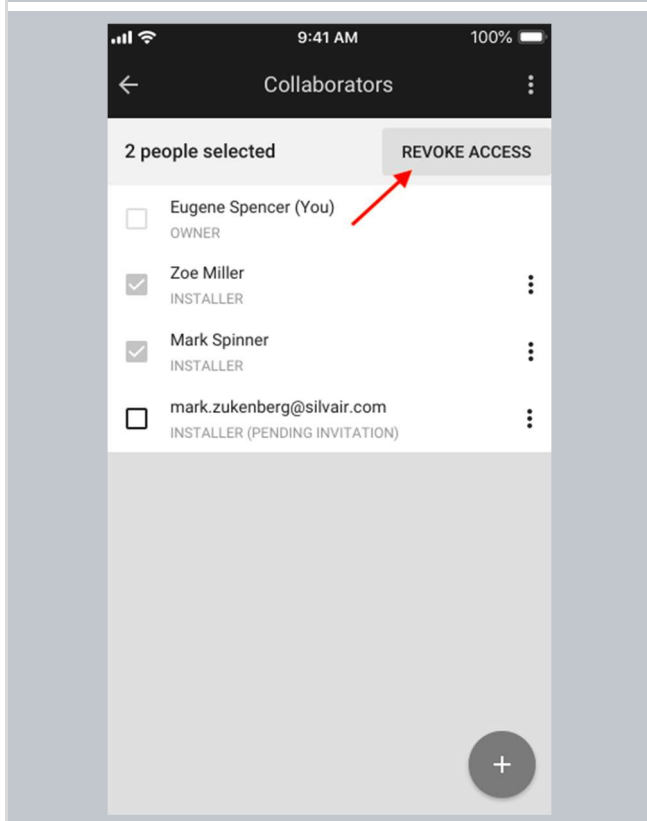 9:41 AM
100%
Collaborators
2 people selected
REVOKE ACCESS
Eugene Spencer (You)
OWNER
Zoe Miller
INSTALLER
Mark Spinner
INSTALLER
mark.zukenberg@silvair.com
INSTALLER (PENDING INVITATION)
+